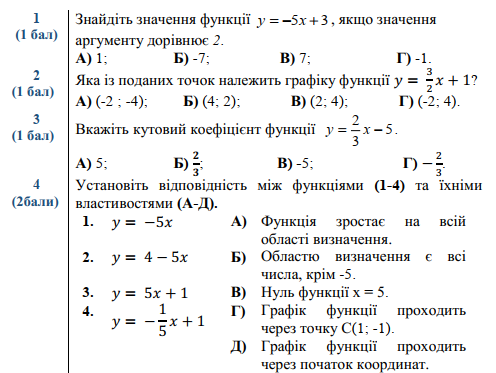 1 Знайдіть значення функції y = −5x + 3, якщо значення
(1 бал) аргументу дорівнює 2.
А) 1; Б) -7; В) 7; Г) -1.
2 Яка із поданих точок належить графіку функції y = 3/2 x + 1?
(1 бал) А) (-2 ; -4); Б) (4; 2); В) (2; 4); Г) (-2; 4).
3 Вкажіть кутовий коефіцієнт функції y = 2/3 x − 5.
(1 бал)
А) 5; Б) 2/3; В) -5; Г) − 2/3.
4 Установіть відповідність між функціями (1-4) та їхніми
(2бали) властивостями (А-Д).
1. y = −5x А) Функція зростає на всій
області визначення.
2. y = 4 − 5x Б) Областю визначення є всі
числа, крім -5.
3. y = 5x + 1 В) Нуль функції x = 5.
4. y = − 1/5 x + 1 Г) Графік функції проходить
через точку С(1; -1).
Д) Графік функції проходить
через початок координат.